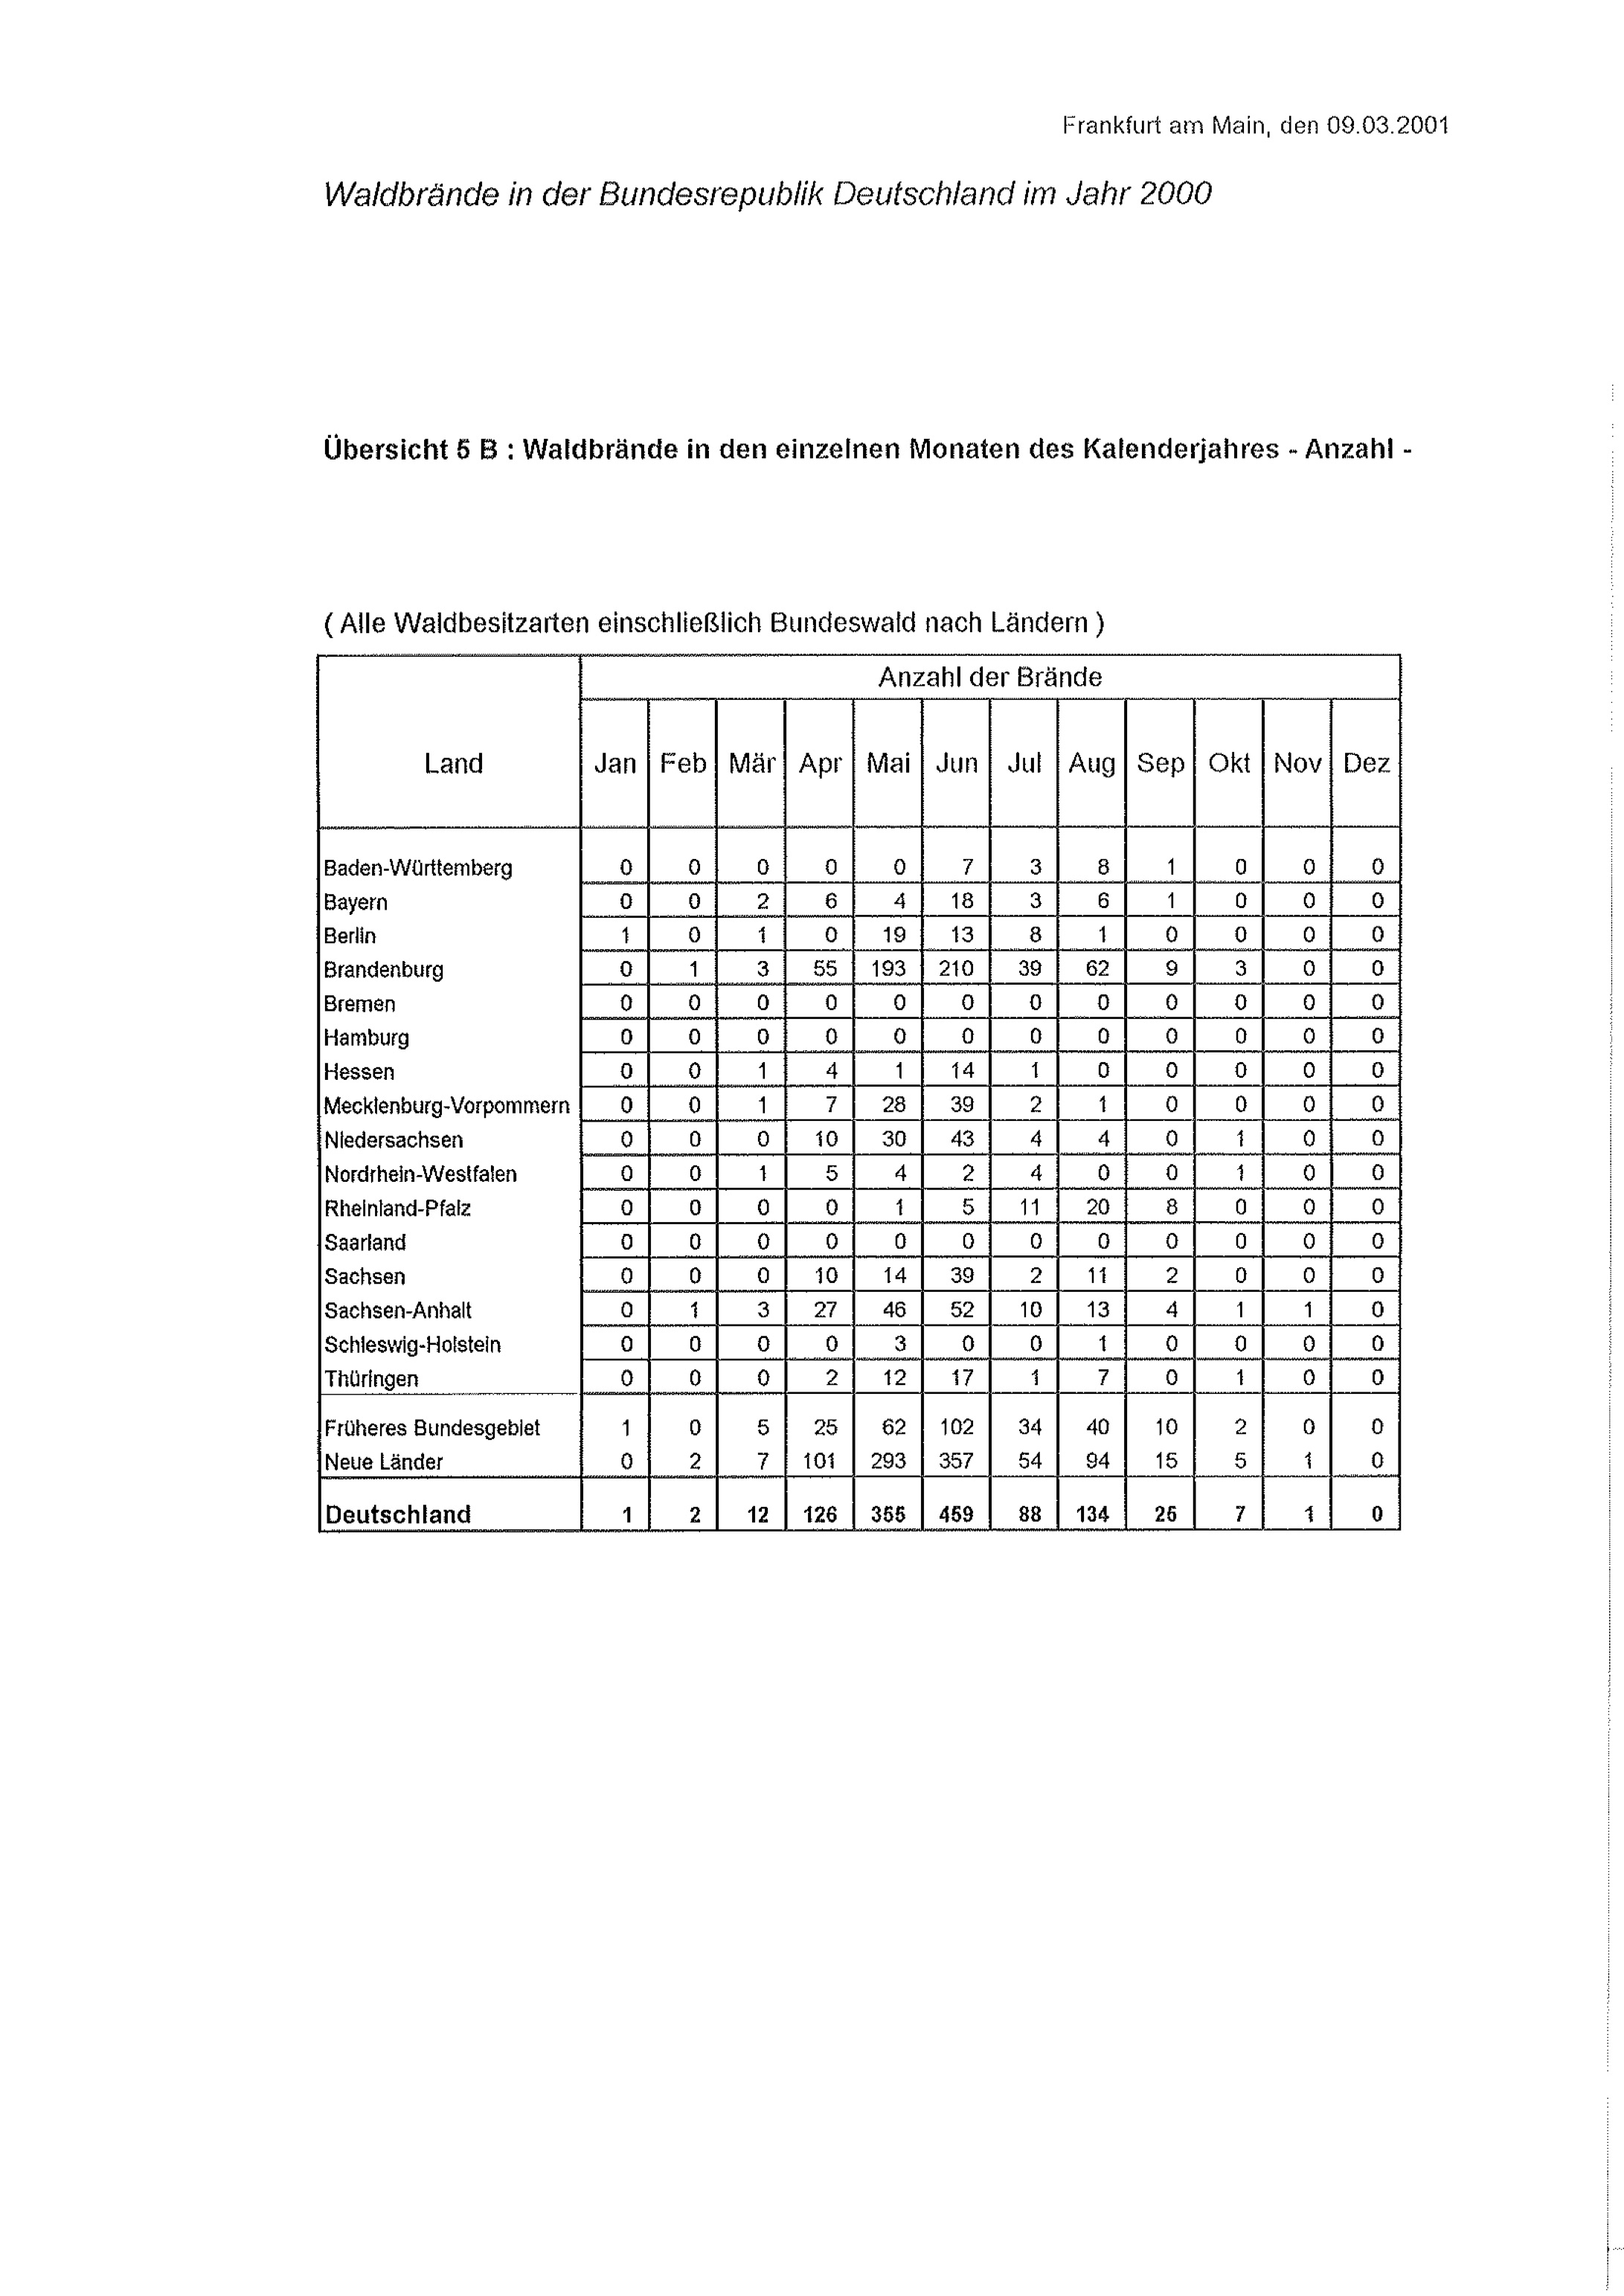 Frankfurt am Main, den 09.03.2001
Waldbrände in der Bundesrepublik Deutschland im Jahr 2000
Übersicht 5 B : Waldbrände in den einzelnen Monaten des Kalenderjahres - Anzahl -
( Alle Waldbesitzarten einschließlich Bundeswald nach Ländern )
Anzahl der Brände
Land Jan Feb Mär Apr Mai Jun Jul Aug Sep Okt Nov Dez
Baden-Württemberg 0 0 0 0 0 7 3 8 1 0 0 0
Bayern 0 0 2 6 4 18 3 6 1 0 0 0
Berlin 1 0 1 0 19 13 8 1 0 0 0 0
Brandenburg 0 1 3 55 193 210 39 62 9 3 0 0
Bremen 0 0 0 0 0 0 0 0 0 0 0 0
Hamburg 0 0 0 0 0 0 0 0 0 0 0 0
Hessen 0 0 1 4 1 14 1 0 0 0 0 0
Mecklenburg-Vorpommern 0 0 1 7 28 39 2 1 0 0 0 0
Niedersachsen 0 0 0 10 30 43 4 4 0 1 0 0
Nordrhein-Westfalen 0 0 1 5 4 2 4 0 0 1 0 0
Rheinland-Pfalz 0 0 0 0 1 5 11 20 8 0 0 0
Saarland 0 0 0 0 0 0 0 0 0 0 0 0
Sachsen 0 0 0 10 14 39 2 11 2 0 0 0
Sachsen-Anhalt 0 1 3 27 46 52 10 13 4 1 1 0
Schleswig-Holstein 0 0 0 0 3 0 0 1 0 0 0 0
Thüringen 0 0 0 2 12 17 1 7 0 1 0 0
Früheres Bundesgebiet 1 0 5 25 62 102 34 40 10 2 0 0
Neue Länder 0 2 7 101 293 357 54 94 15 5 1 0
Deutschland 1 2 12 126 355 459 88 134 25 7 1 0